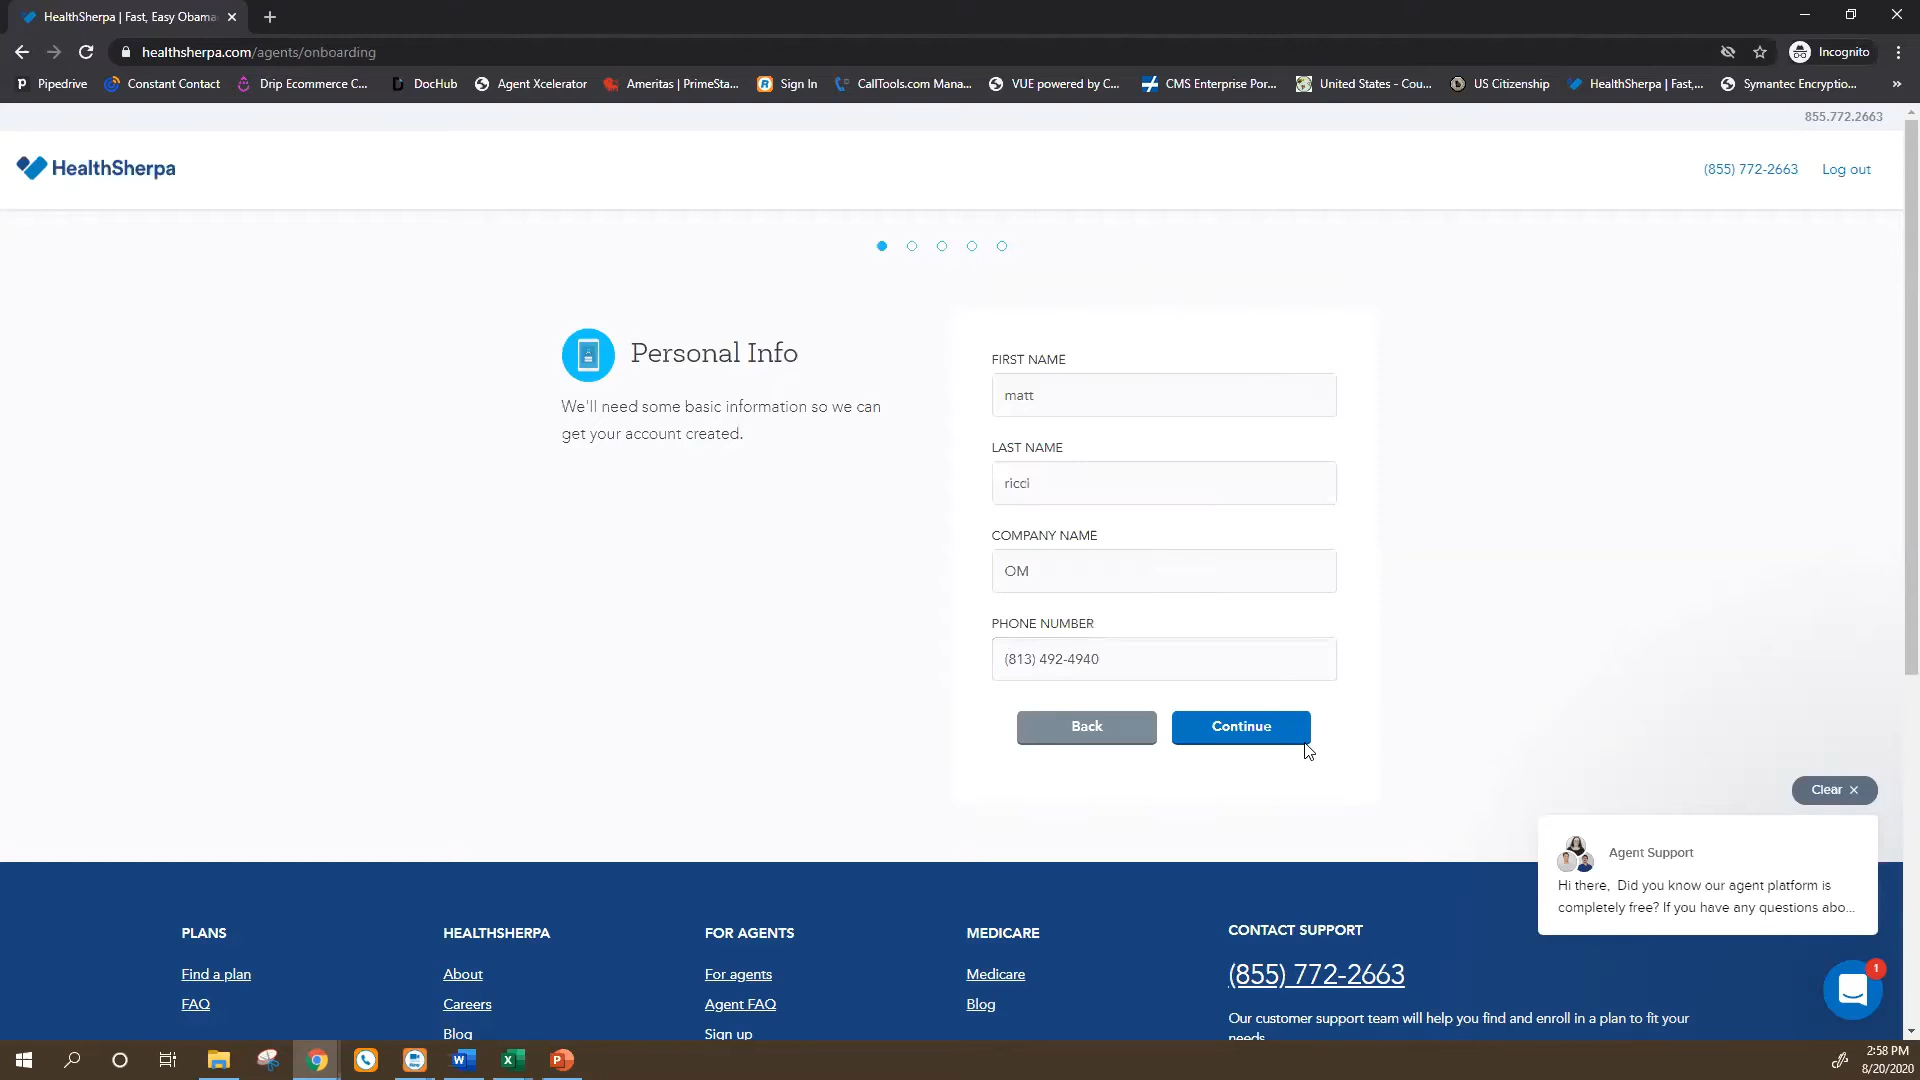 HealthSherpa | Fast, Easy Obama
healthsherpa.com/agents/onboarding
Incognito
Pipedrive
Constant Contact
Drip Ecommerce C...
DocHub
Agent Xcelerator
Ameritas | PrimeSta...
Sign In
CallTools.com Mana...
VUE powered by C...
CMS Enterprise Por...
United States - Cou...
US Citizenship
HealthSherpa | Fast,...
Symantec Encryptio...
855.772.2663
HealthSherpa
(855) 772-2663
Log out
Personal Info
We'll need some basic information so we can
get your account created.
FIRST NAME
matt
LAST NAME
ricci
COMPANY NAME
OM
PHONE NUMBER
(813) 492-4940
Back
Continue
Clear ×
Agent Support
Hi there, Did you know our agent platform is
completely free? If you have any questions abo...
1
PLANS
Find a plan
FAQ
HEALTHSHERPA
About
Careers
Blog
FOR AGENTS
For agents
Agent FAQ
Sign up
MEDICARE
Medicare
Blog
CONTACT SUPPORT
(855) 772-2663
Our customer support team will help you find and enroll in a plan to fit your
needs
2:58 PM
8/20/2020